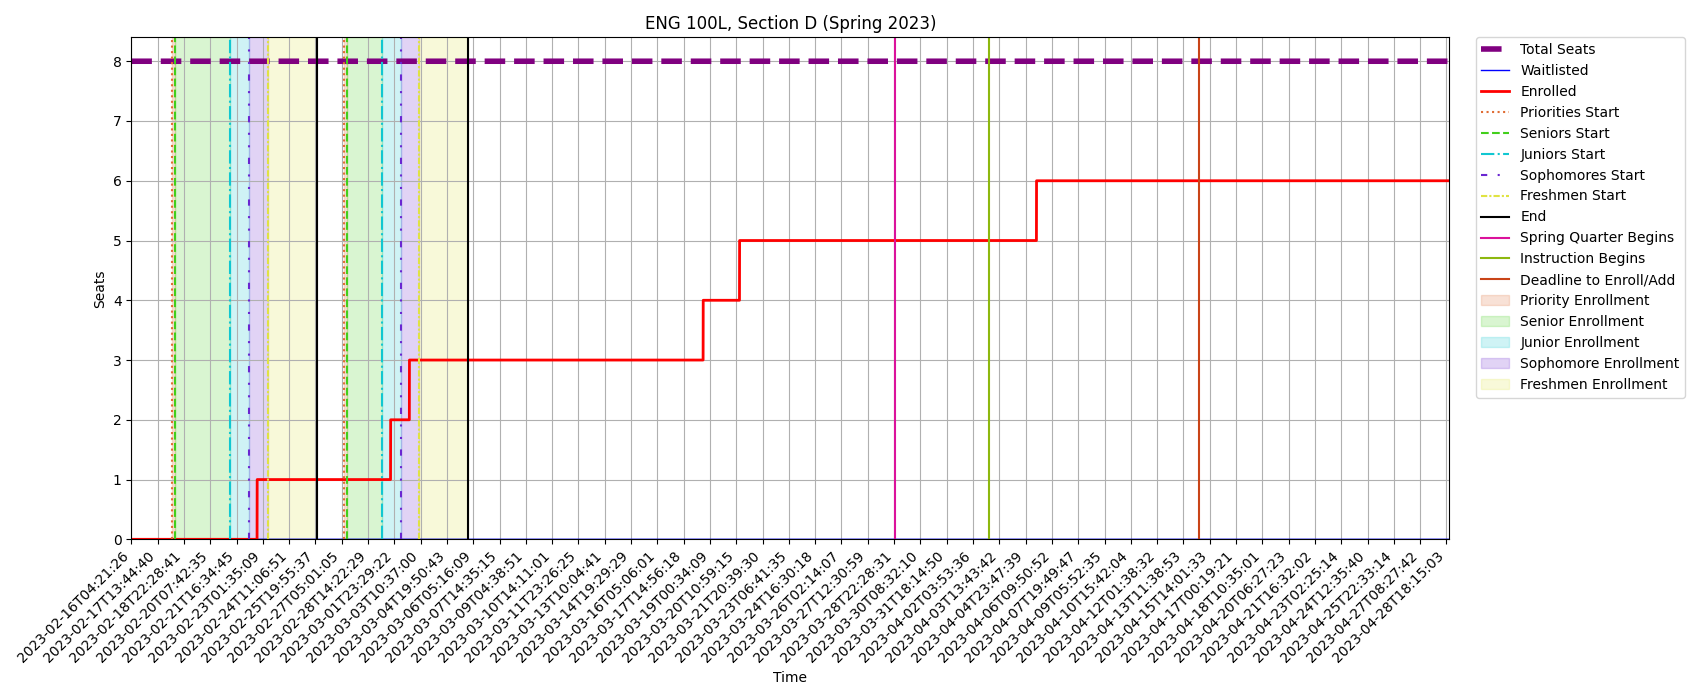 ENG 100L, Section D (Spring 2023)
Seats
8
7
6
5
4
3
2
1
0
2023-02-16T04:21:26
2023-02-17T13:44:40
2023-02-18T22:28:41
2023-02-20T07:42:35
2023-02-21T16:34:45
2023-02-23T01:35:09
2023-02-24T11:06:51
2023-02-25T19:55:37
2023-02-27T05:01:05
2023-02-28T14:22:29
2023-03-01T23:29:22
2023-03-03T10:37:00
2023-03-04T19:50:43
2023-03-06T05:16:09
2023-03-07T14:35:15
2023-03-09T04:38:51
2023-03-10T14:11:01
2023-03-11T23:26:25
2023-03-13T10:04:41
2023-03-14T19:29:29
2023-03-16T05:06:01
2023-03-17T14:56:18
2023-03-19T00:34:09
2023-03-20T10:59:15
2023-03-21T20:39:30
2023-03-23T06:41:35
2023-03-24T16:30:18
2023-03-26T02:14:07
2023-03-27T12:30:59
2023-03-28T22:28:31
2023-03-30T08:32:10
2023-03-31T18:14:50
2023-04-02T03:53:36
2023-04-03T13:43:42
2023-04-04T23:47:39
2023-04-06T09:50:52
2023-04-07T19:49:47
2023-04-09T05:52:35
2023-04-10T15:42:04
2023-04-12T01:38:32
2023-04-13T11:38:53
2023-04-15T14:01:33
2023-04-17T00:19:21
2023-04-18T10:35:01
2023-04-20T06:27:23
2023-04-21T16:32:02
2023-04-23T02:25:14
2023-04-24T12:35:40
2023-04-25T22:33:14
2023-04-27T08:27:42
2023-04-28T18:15:03
Time
Total Seats
Waitlisted
Enrolled
Priorities Start
Seniors Start
Juniors Start
Sophomores Start
Freshmen Start
End
Spring Quarter Begins
Instruction Begins
Deadline to Enroll/Add
Priority Enrollment
Senior Enrollment
Junior Enrollment
Sophomore Enrollment
Freshmen Enrollment